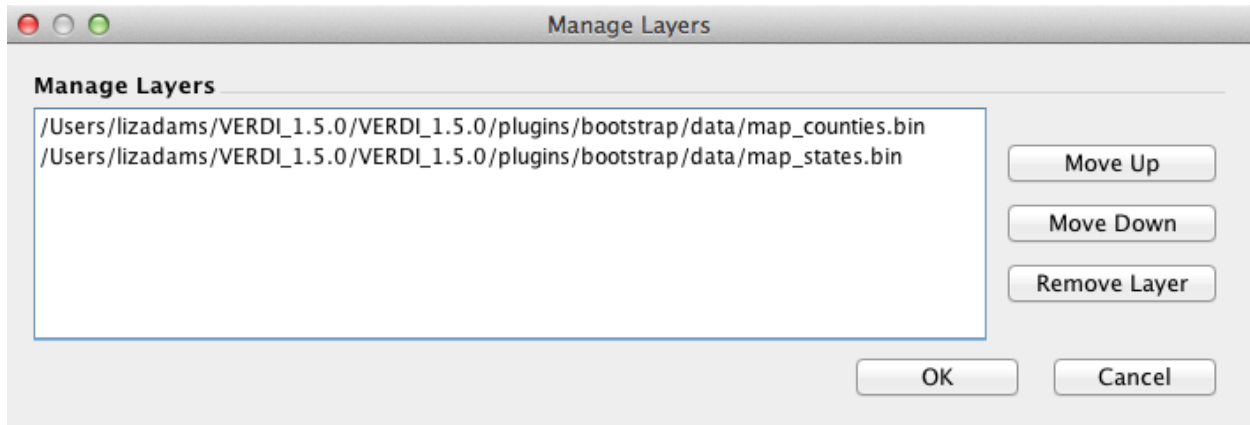 Manage Layers
Manage Layers
/Users/lizadams/VERDI_1.5.0/VERDI_1.5.0/plugins/bootstrap/data/map_counties.bin
/Users/lizadams/VERDI_1.5.0/VERDI_1.5.0/plugins/bootstrap/data/map_states.bin
Move Up
Move Down
Remove Layer
OK
Cancel